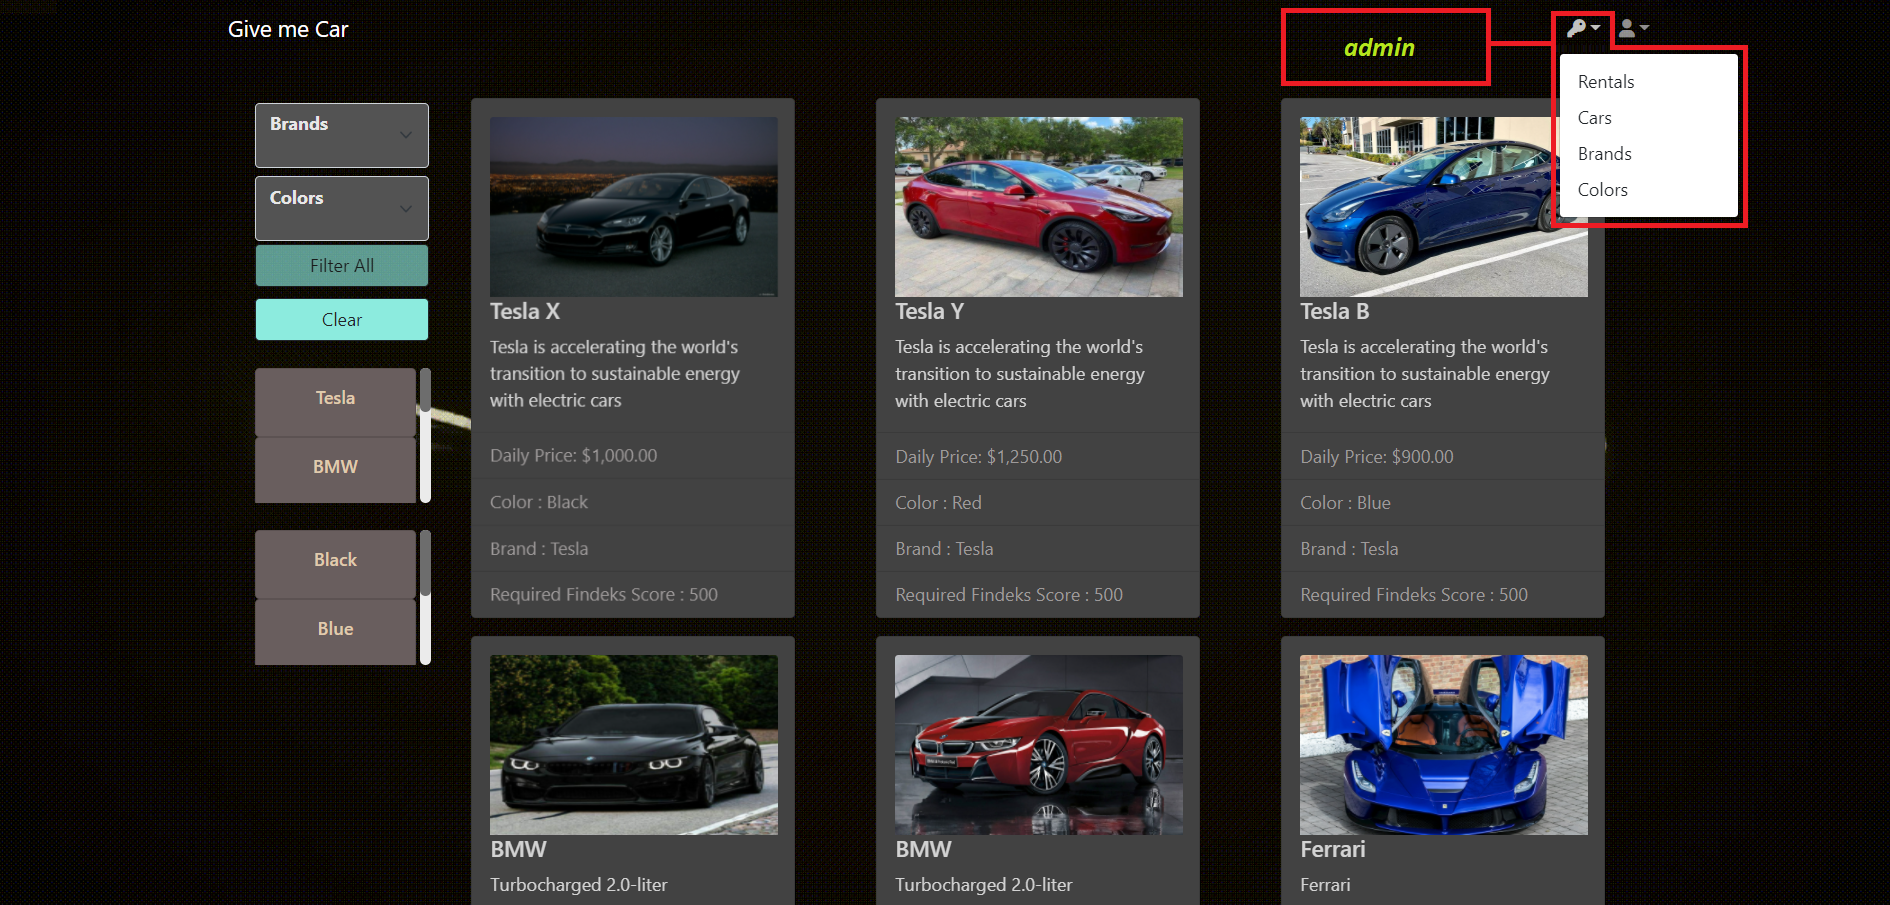 Give me Car
admin
Rentals
Cars
Brands
Colors
Brands
Colors
Filter All
Clear
Tesla
BMW
Black
Blue
Tesla X
Tesla is accelerating the world's
transition to sustainable energy
with electric cars
Daily Price: $1,000.00
Color : Black
Brand : Tesla
Required Findeks Score : 500
Tesla Y
Tesla is accelerating the world's
transition to sustainable energy
with electric cars
Daily Price: $1,250.00
Color : Red
Brand : Tesla
Required Findeks Score : 500
Tesla B
Tesla is accelerating the world's
transition to sustainable energy
with electric cars
Daily Price: $900.00
Color : Blue
Brand : Tesla
Required Findeks Score : 500
BMW
Turbocharged 2.0-liter
BMW
Turbocharged 2.0-liter
Ferrari
Ferrari